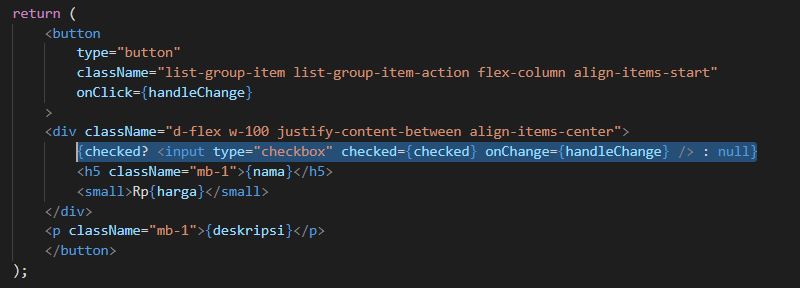 return (
<button
type="button"
className="list-group-item list-group-item-action flex-column align-items-start"
onClick={handleChange}
>
<div className="d-flex w-100 justify-content-between align-items-center">
{checked? <input type="checkbox" checked={checked} onChange={handleChange} /> : null}
<h5 className="mb-1">{nama}</h5>
<small>Rp{harga}</small>
</div>
<p className="mb-1">{deskripsi}</p>
</button>
);